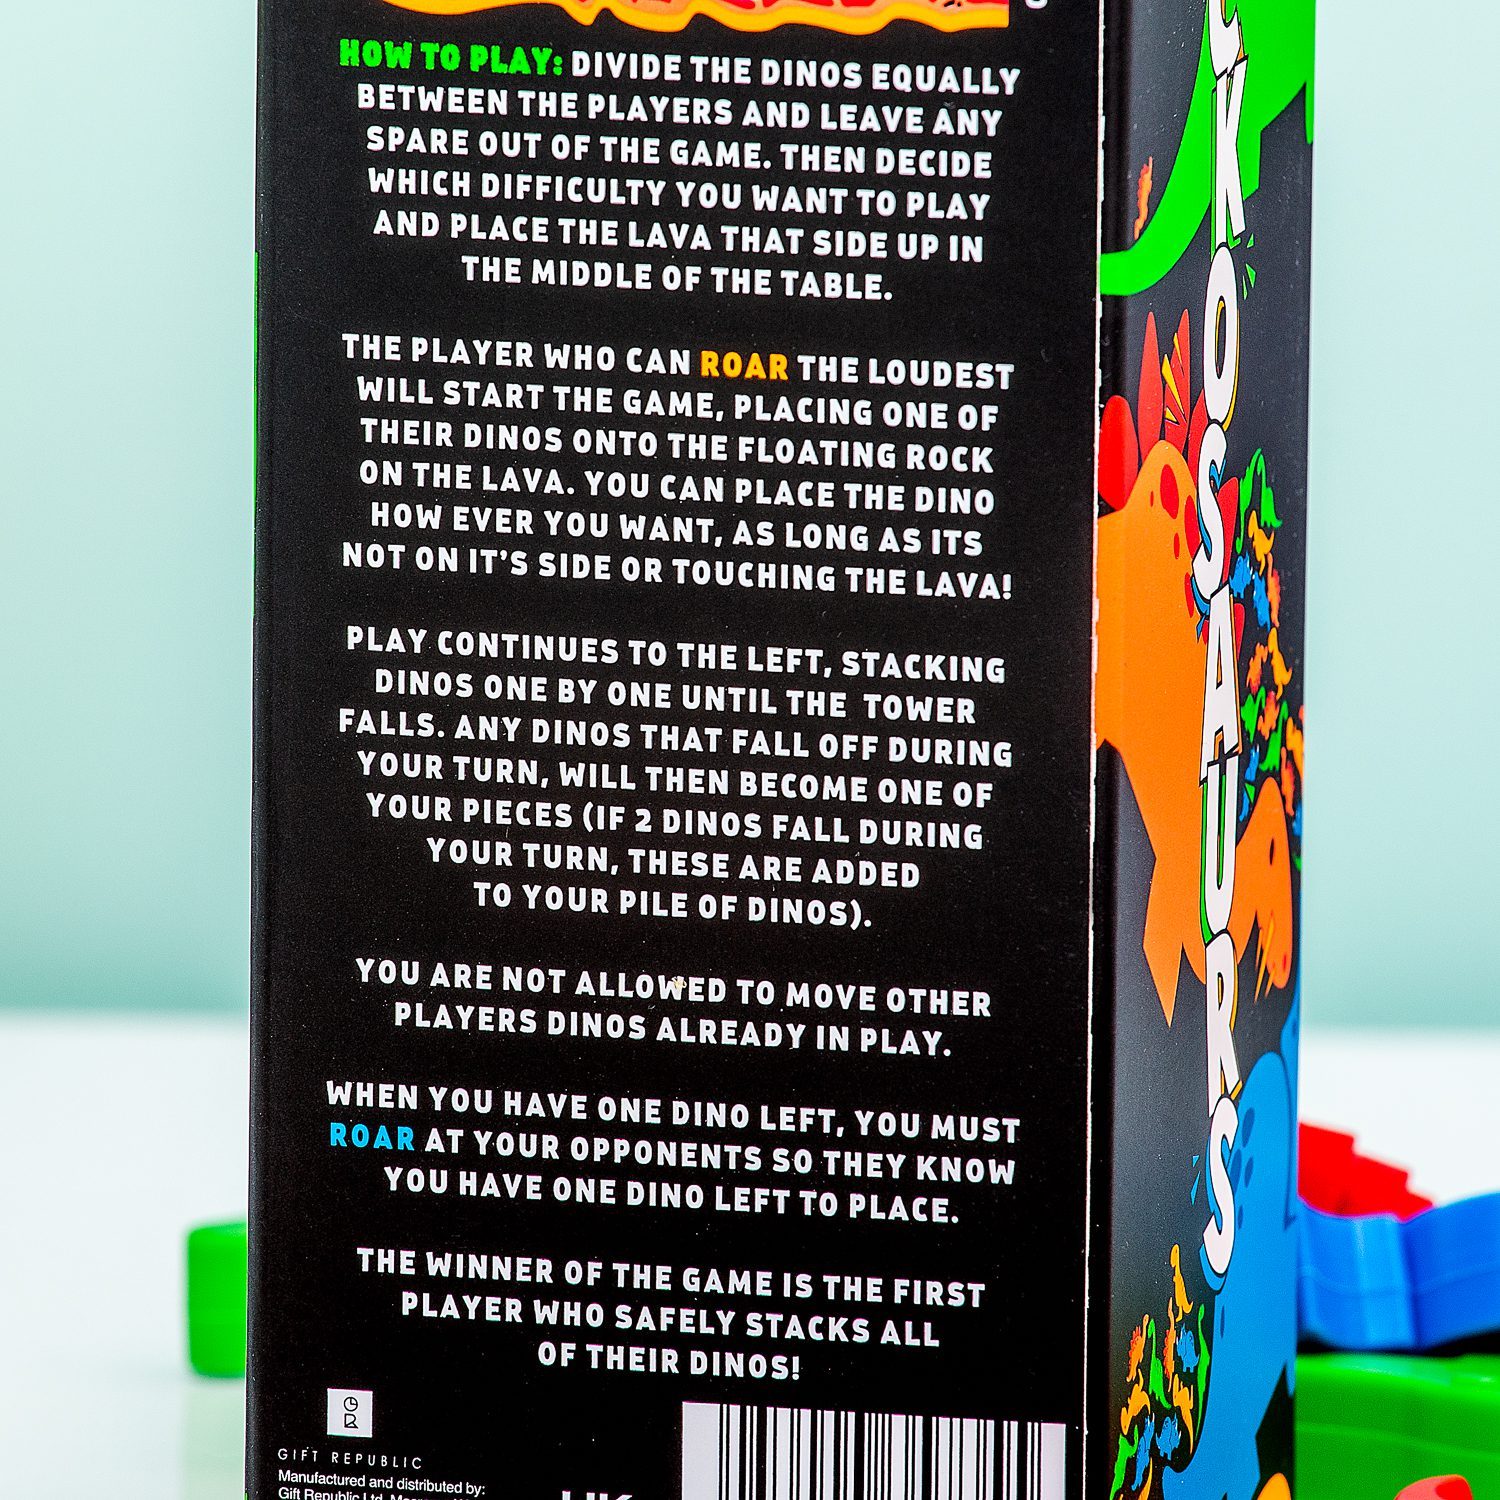 HOW TO PLAY: DIVIDE THE DINOS EQUALLY
BETWEEN THE PLAYERS AND LEAVE ANY
SPARE OUT OF THE GAME. THEN DECIDE
WHICH DIFFICULTY YOU WANT TO PLAY
AND PLACE THE LAVA THAT SIDE UP IN
THE MIDDLE OF THE TABLE.
THE PLAYER WHO CAN ROAR THE LOUDEST
WILL START THE GAME, PLACING ONE OF
THEIR DINOS ONTO THE FLOATING ROCK
ON THE LAVA. YOU CAN PLACE THE DINO
HOW EVER YOU WANT, AS LONG AS ITS
NOT ON IT'S SIDE OR TOUCHING THE LAVA!
PLAY CONTINUES TO THE LEFT, STACKING
DINOS ONE BY ONE UNTIL THE TOWER
FALLS. ANY DINOS THAT FALL OFF DURING
YOUR TURN, WILL THEN BECOME ONE OF
YOUR PIECES (IF 2 DINOS FALL DURING
YOUR TURN, THESE ARE ADDED
TO YOUR PILE OF DINOS).
YOU ARE NOT ALLOWED TO MOVE OTHER
PLAYERS DINOS ALREADY IN PLAY.
WHEN YOU HAVE ONE DINO LEFT, YOU MUST
ROAR AT YOUR OPPONENTS SO THEY KNOW
YOU HAVE ONE DINO LEFT TO PLACE.
THE WINNER OF THE GAME IS THE FIRST
PLAYER WHO SAFELY STACKS ALL
OF THEIR DINOS!
GIFT REPUBLIC
Manufactured and distributed by:
Gift Republic Ltd
CKOSAURS